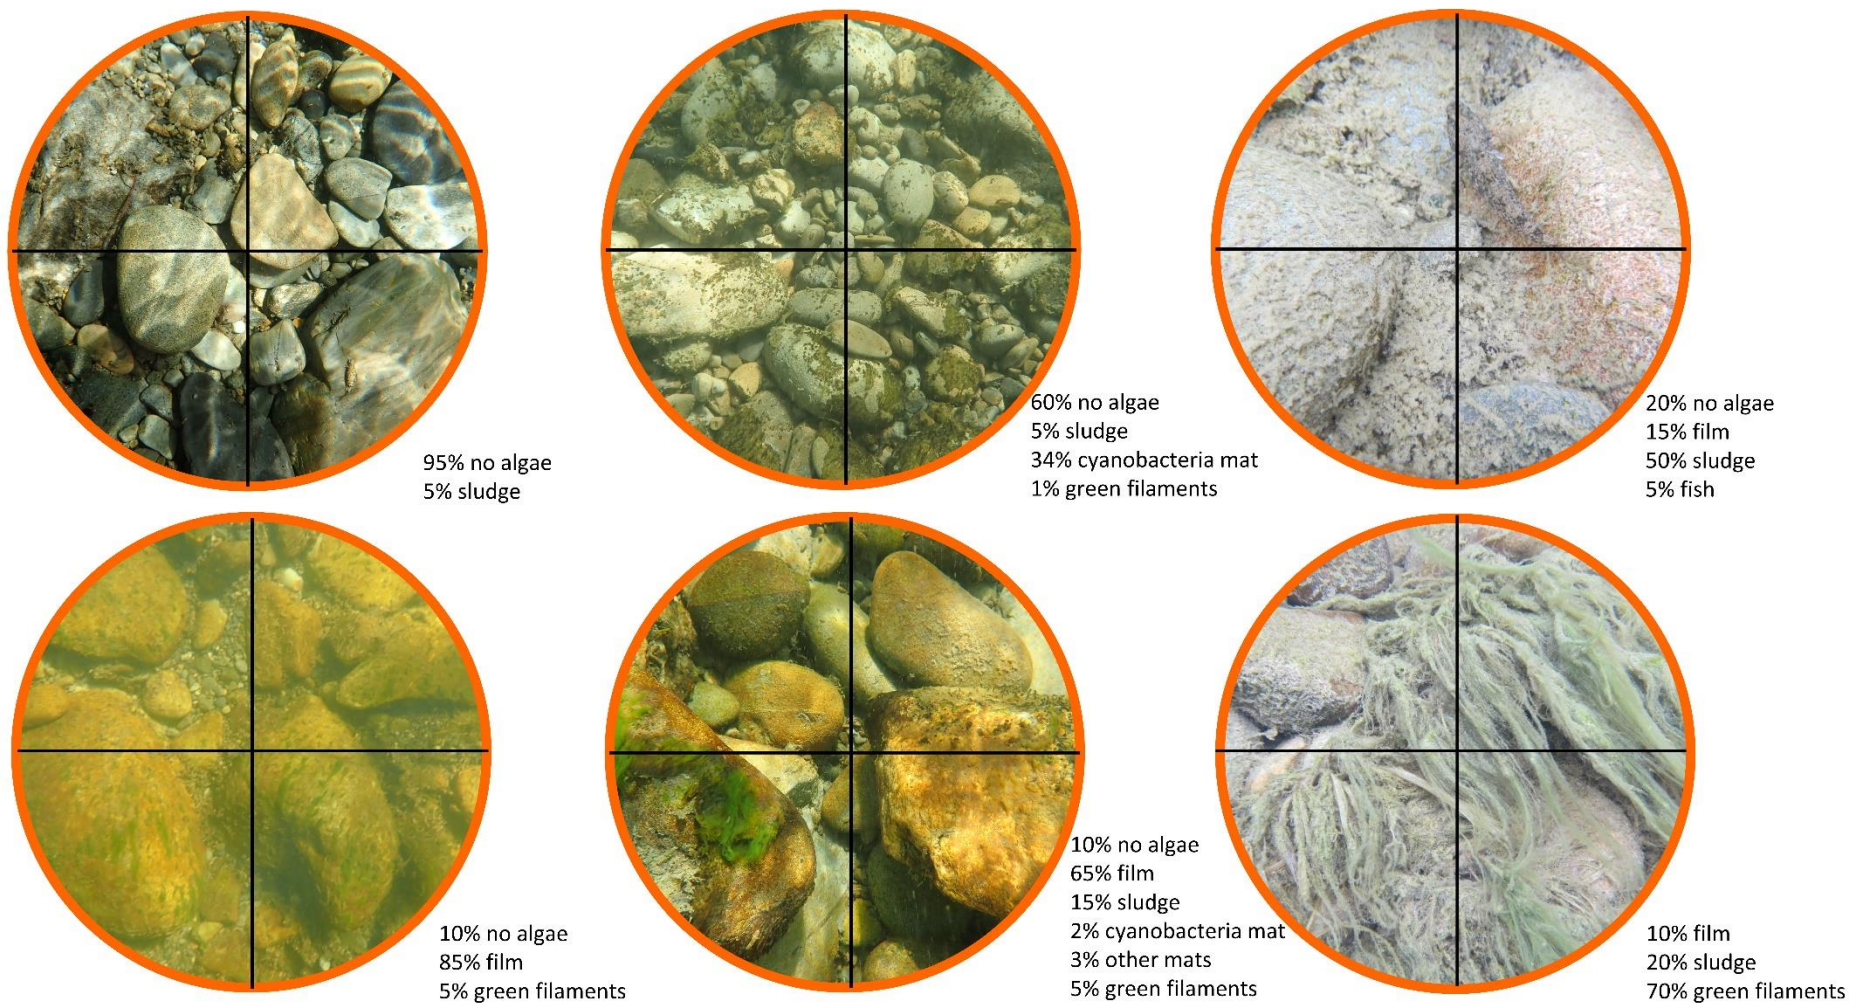 95% no algae
5% sludge
60% no algae
5% sludge
34% cyanobacteria mat
1% green filaments
20% no algae
15% film
50% sludge
5% fish
10% no algae
85% film
5% green filaments
10% no algae
65% film
15% sludge
2% cyanobacteria mat
3% other mats
5% green filaments
10% film
20% sludge
70% green filaments